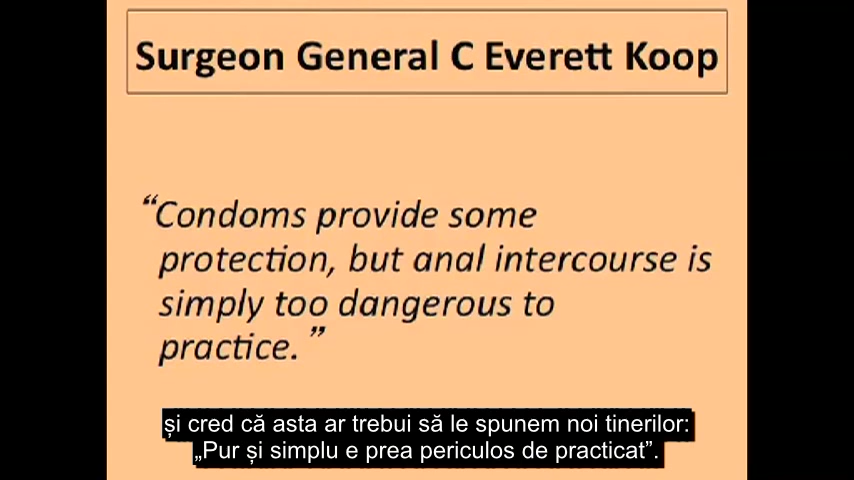 Surgeon General C Everett Koop
“Condoms provide some
protection, but anal intercourse is
simply too dangerous to
practice.”
și cred că asta ar trebui să le spunem noi tinerilor:
„Pur și simplu e prea periculos de practicat”.